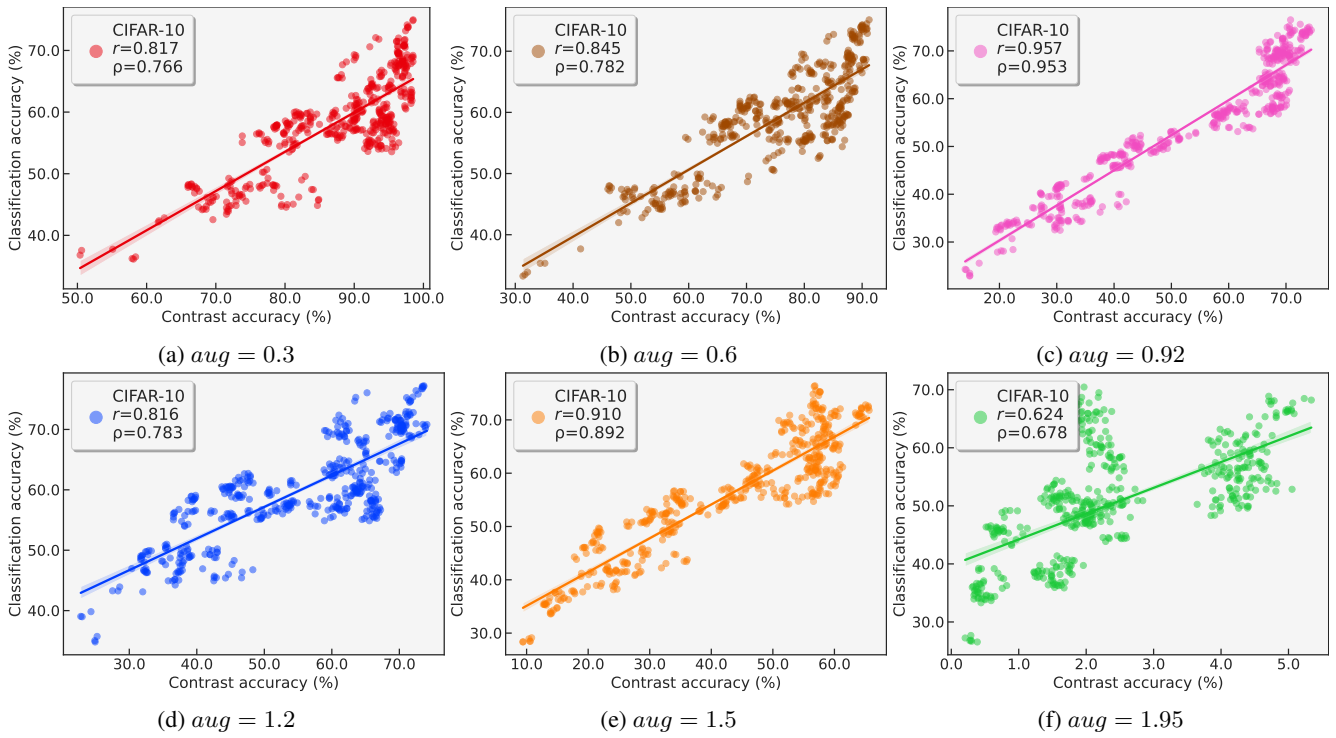 CIFAR-10
r=0.817
ρ=0.766
Classification accuracy (%)
70.0
60.0
50.0
40.0
50.0 60.0 70.0 80.0 90.0 100.0
Contrast accuracy (%)
(a) aug = 0.3
CIFAR-10
r=0.845
ρ=0.782
Classification accuracy (%)
70.0
60.0
50.0
40.0
30.0 40.0 50.0 60.0 70.0 80.0 90.0
Contrast accuracy (%)
(b) aug = 0.6
CIFAR-10
r=0.957
ρ=0.953
Classification accuracy (%)
70.0
60.0
50.0
40.0
30.0
20.0 30.0 40.0 50.0 60.0 70.0
Contrast accuracy (%)
(c) aug = 0.92
CIFAR-10
r=0.816
ρ=0.783
Classification accuracy (%)
70.0
60.0
50.0
40.0
30.0 40.0 50.0 60.0 70.0
Contrast accuracy (%)
(d) aug = 1.2
CIFAR-10
r=0.910
ρ=0.892
Classification accuracy (%)
70.0
60.0
50.0
40.0
30.0
10.0 20.0 30.0 40.0 50.0 60.0
Contrast accuracy (%)
(e) aug = 1.5
CIFAR-10
r=0.624
ρ=0.678
Classification accuracy (%)
70.0
60.0
50.0
40.0
30.0
0.0 1.0 2.0 3.0 4.0 5.0
Contrast accuracy (%)
(f) aug = 1.95